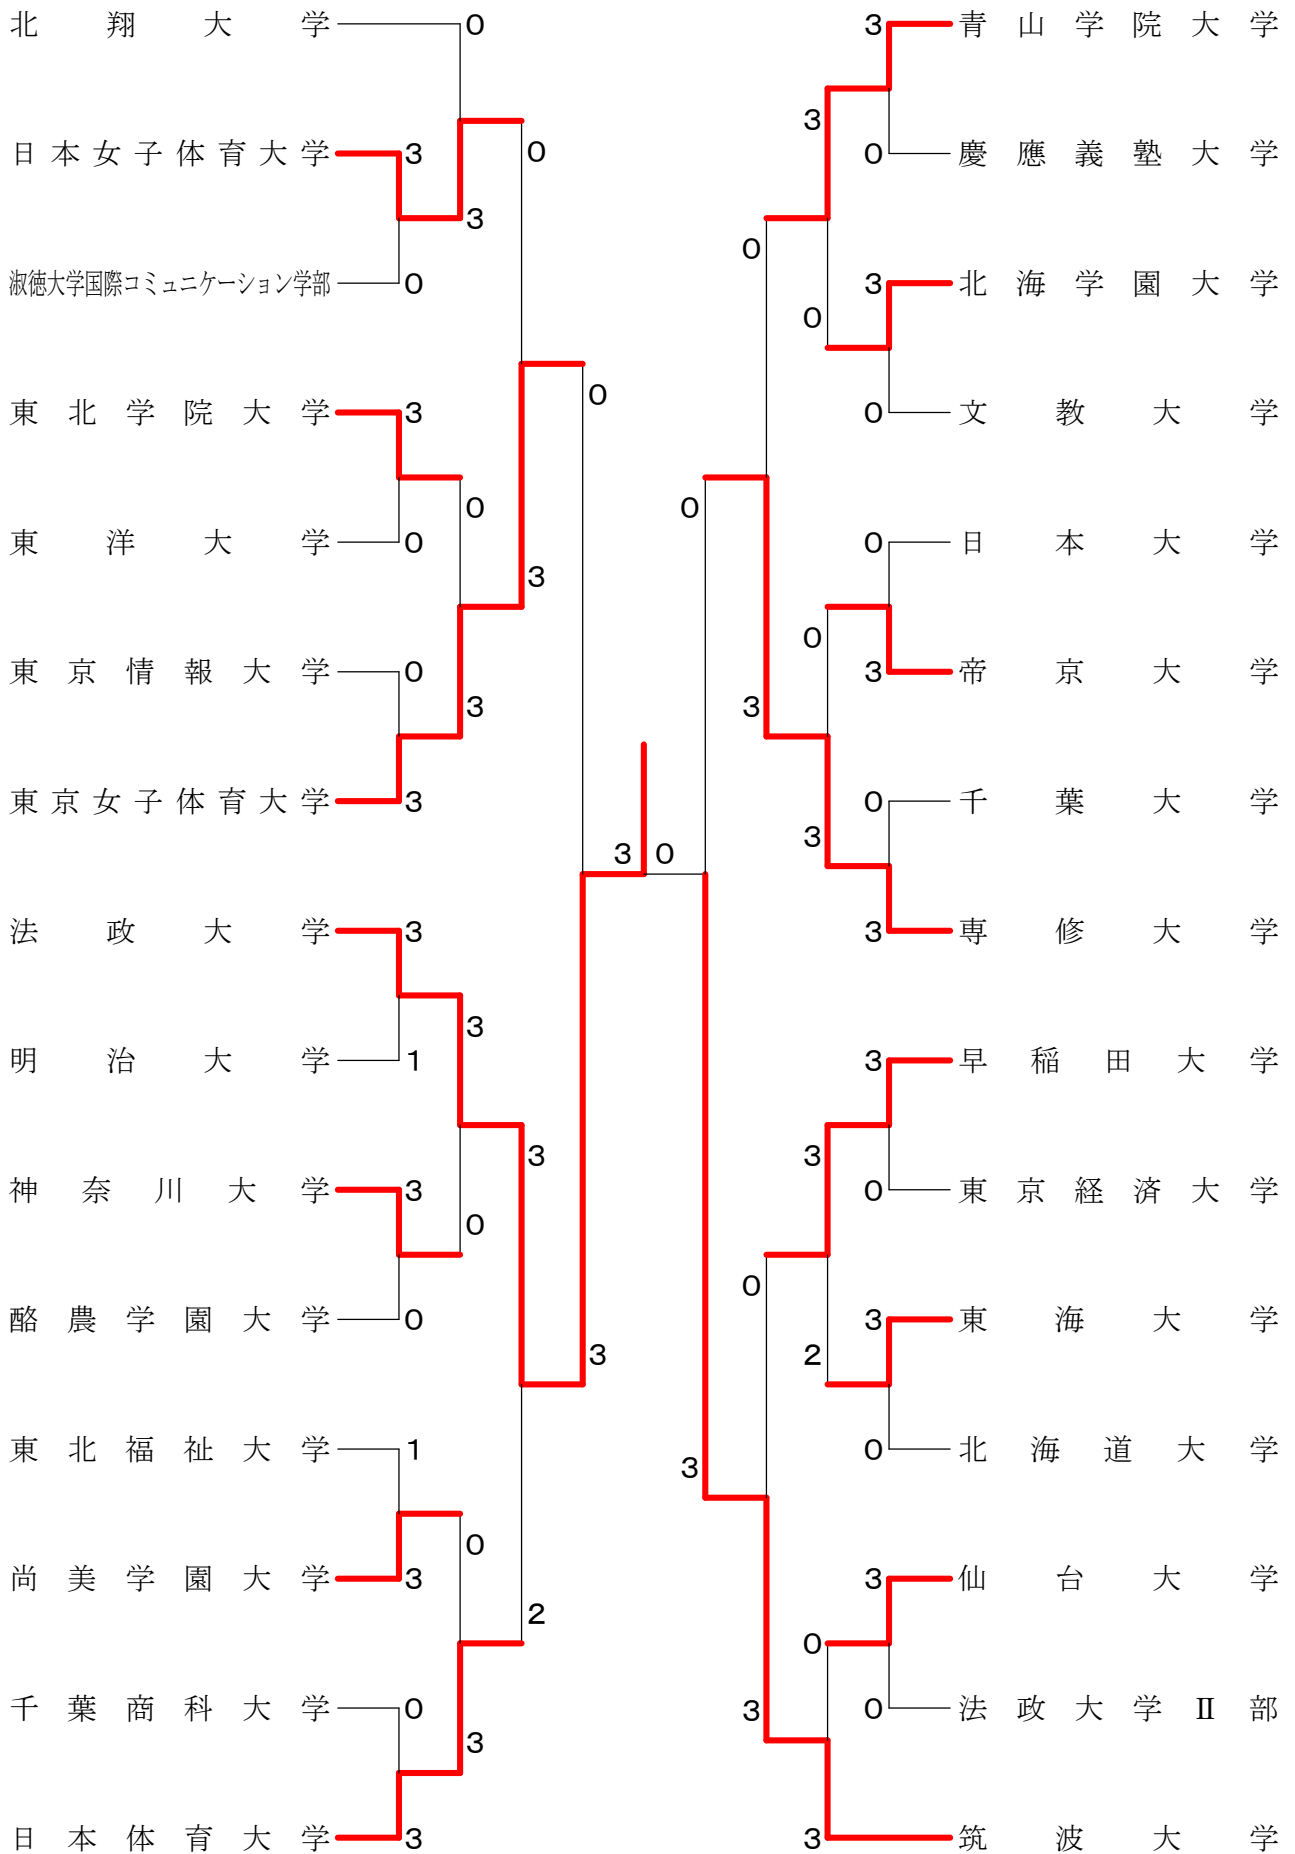 北翔大学 0
日本女子体育大学 3
0
3
淑徳大学国際コミュニケーション学部 0
東北学院大学 3
0
0
東洋大学 0
3
東京情報大学 0
3
東京女子体育大学 3
法政大学 3
3
明治大学 1
3
神奈川大学 3
0
酪農学園大学 0
3
東北福祉大学 1
0
尚美学園大学 3
2
千葉商科大学 0
3
日本体育大学 3
3 0
3 青山学院大学
3
0 慶應義塾大学
0
3 北海学園大学
0
0 文教大学
0
0 日本大学
0
3 帝京大学
3
0 千葉大学
3
3 専修大学
3 早稲田大学
3
0 東京経済大学
0
3 東海大学
2
0 北海道大学
3
3 仙台大学
0
0 法政大学Ⅱ部
3
3 筑波大学